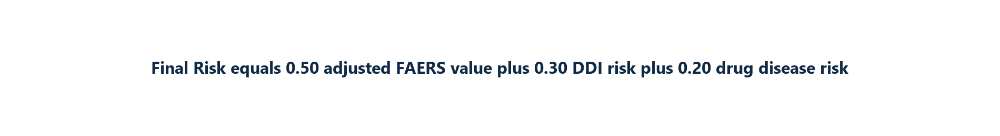 Final Risk equals 0.50 adjusted FAERS value plus 0.30 DDI risk plus 0.20 drug disease risk